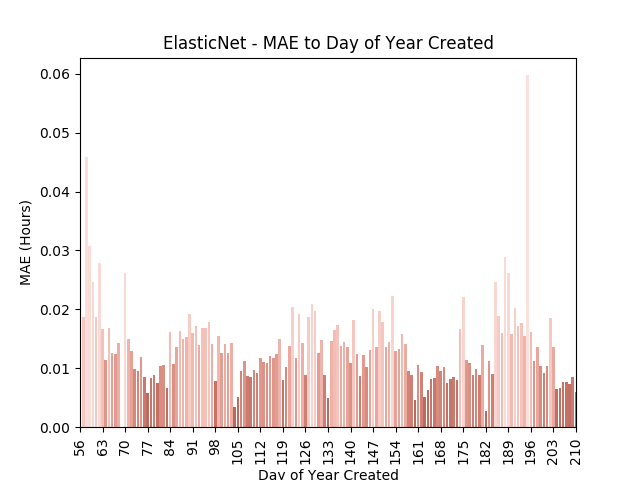 ElasticNet - MAE to Day of Year Created
0.06
0.05
0.04
0.03
0.02
0.01
0.00
MAE (Hours)
56 63 70 77 84 91 98 105 112 119 126 133 140 147 154 161 168 175 182 189 196 203 210
Day of Year Created